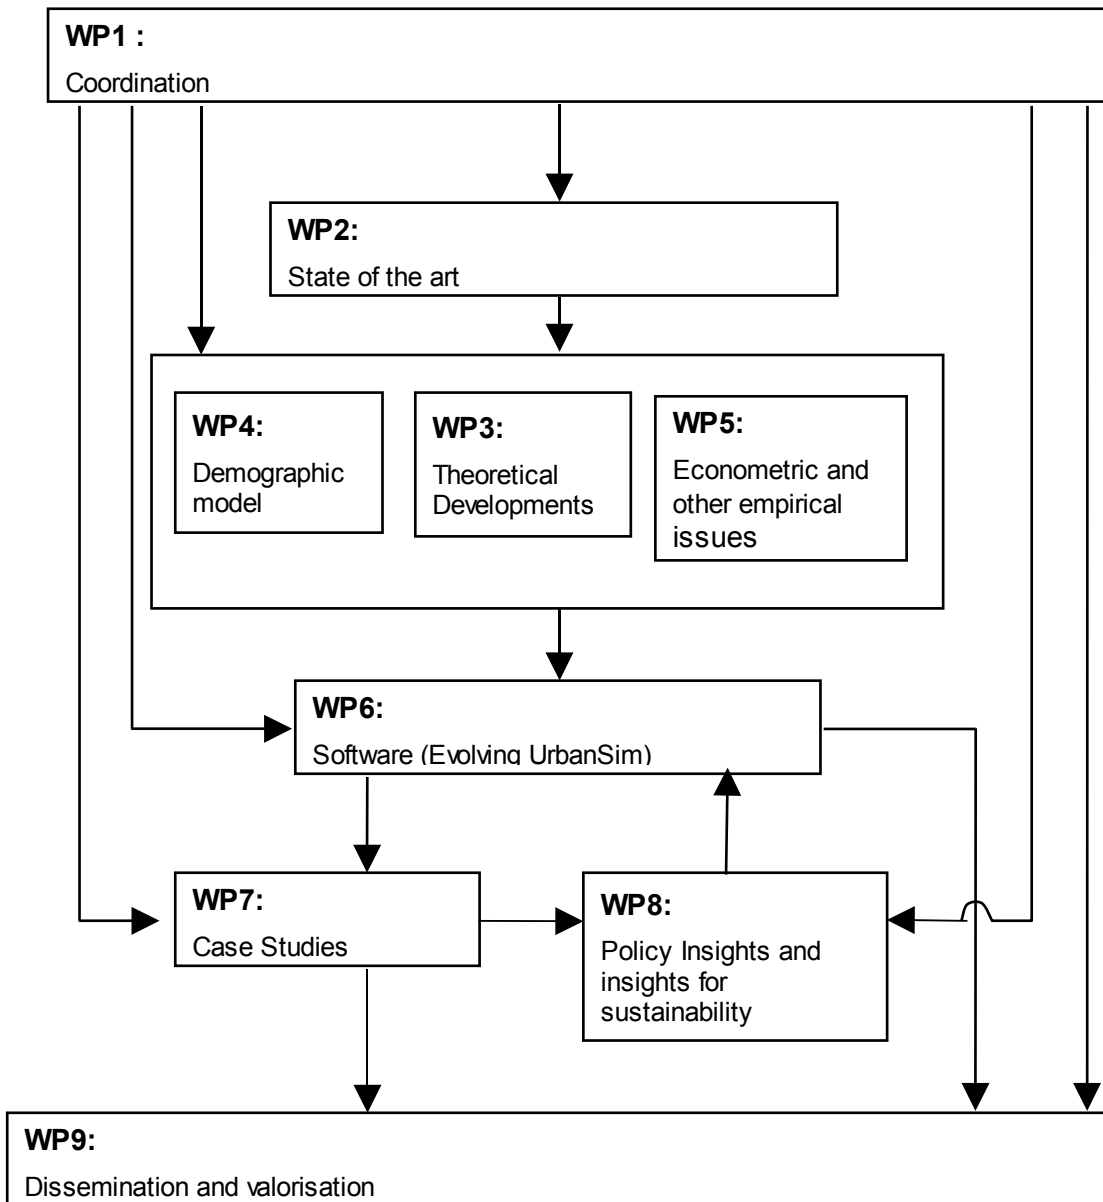 WP1 :
Coordination
WP2:
State of the art
WP4:
Demographic
model
WP3:
Theoretical
Developments
WP5:
Econometric and
other empirical
issues
WP6:
Software (Evolving UrbanSim)
WP7:
Case Studies
WP8:
Policy Insights and
insights for
sustainability
WP9:
Dissemination and valorisation